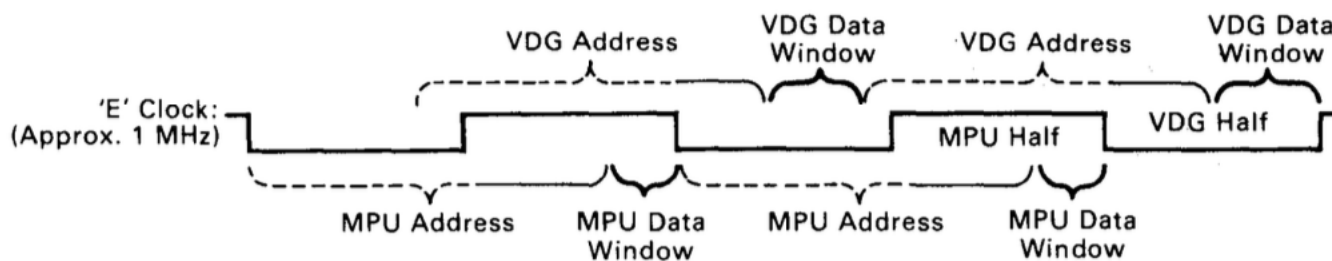 VDG Address
VDG Data
Window
VDG Address
VDG Data
Window
'E' Clock:
(Approx. 1 MHz)
MPU Half
VDG Half
MPU Address
MPU Data
Window
MPU Address
MPU Data
Window